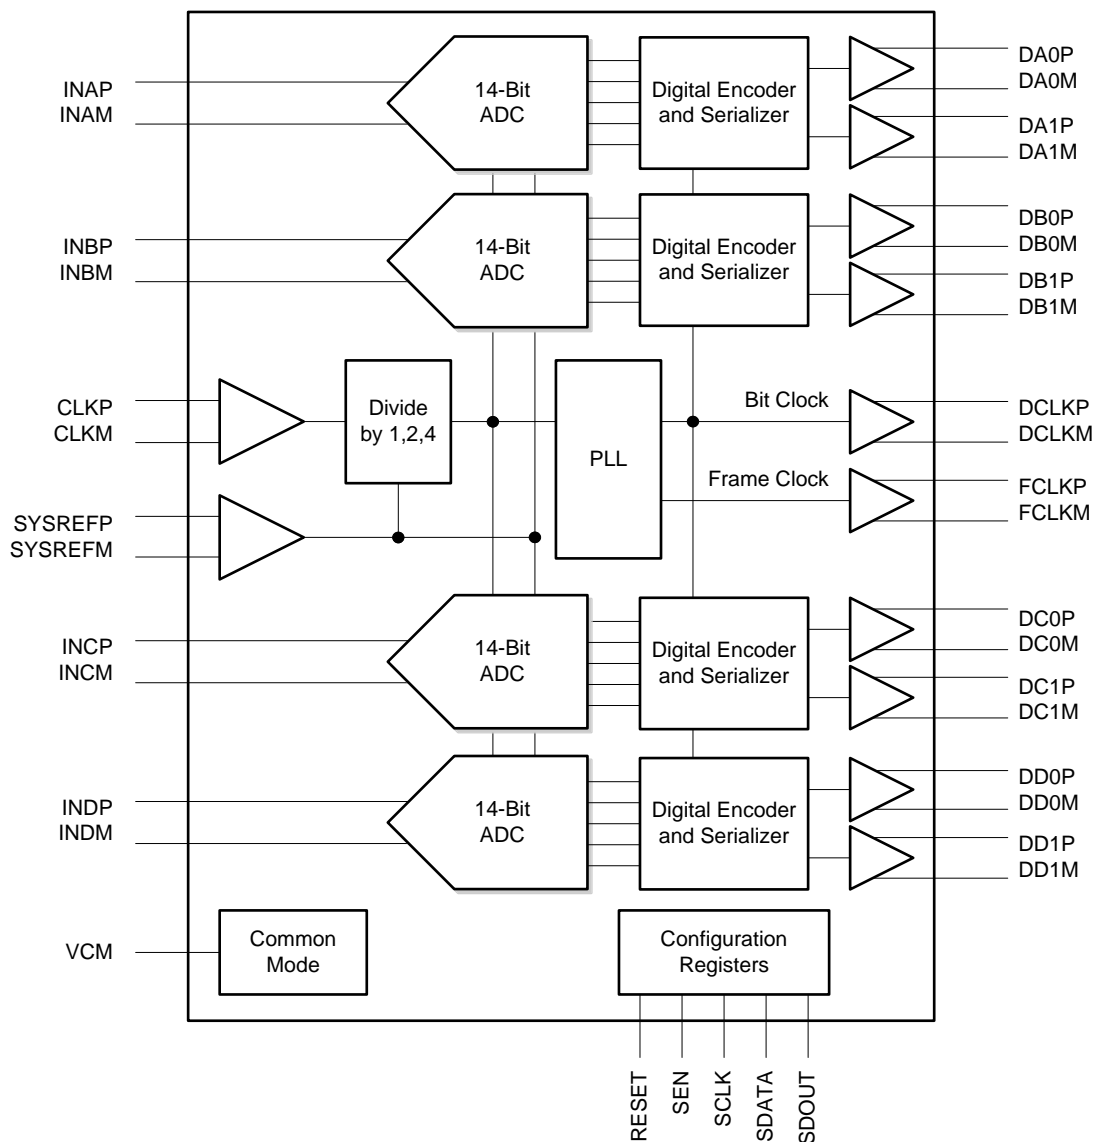 INAP
INAM
14-Bit
ADC
Digital Encoder
and Serializer
DA0P
DA0M
DA1P
DA1M
INBP
INBM
14-Bit
ADC
Digital Encoder
and Serializer
DB0P
DB0M
DB1P
DB1M
CLKP
CLKM
Divide
by 1,2,4
PLL
Bit Clock
DCLKP
DCLKM
Frame Clock
FCLKP
FCLKM
SYSREFP
SYSREFM
INCP
INCM
14-Bit
ADC
Digital Encoder
and Serializer
DC0P
DC0M
DC1P
DC1M
INDP
INDM
14-Bit
ADC
Digital Encoder
and Serializer
DD0P
DD0M
DD1P
DD1M
VCM
Common
Mode
Configuration
Registers
RESET
SEN
SCLK
SDATA
SDOUT